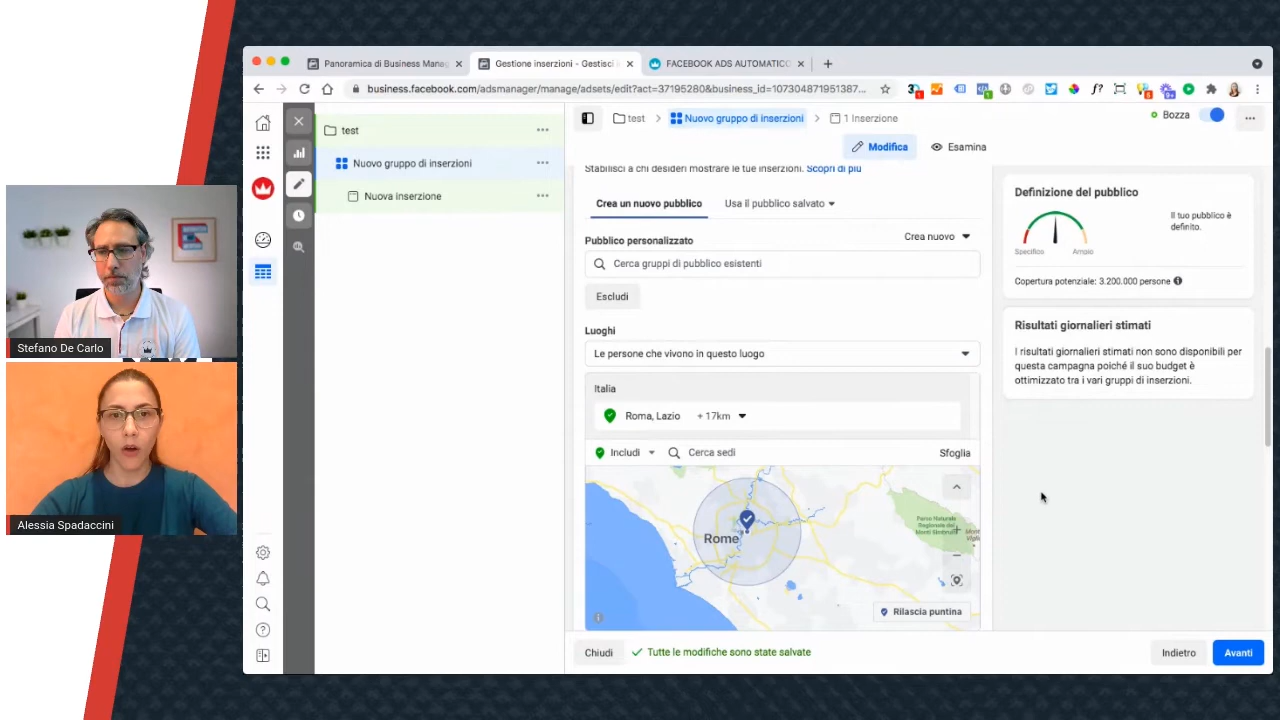 Panoramica di Business Mana
Gestione inserzioni - Gestisci i
FACEBOOK ADS AUTOMATICO
business.facebook.com/adsmanager/manage/adsets/edit?act=37195280&business_id=107304871951387...
test
Nuovo gruppo di inserzioni
Nuova inserzione
test
Nuovo gruppo di inserzioni
1 Inserzione
Bozza
Modifica
Esamina
Stabilisci a chi desideri mostrare le tue inserzioni. Scopri di più
Crea un nuovo pubblico
Usa il pubblico salvato
Pubblico personalizzato
Crea nuovo
Cerca gruppi di pubblico esistenti
Escludi
Luoghi
Le persone che vivono in questo luogo
Italia
Roma, Lazio + 17km
Includi
Cerca sedi
Sfoglia
Rome
Parco Naturale
Regionale dei
Monti Simbruini
Rilascia puntina
Definizione del pubblico
Il tuo pubblico è
definito.
Specifico
Ampio
Copertura potenziale: 3.200.000 persone
Risultati giornalieri stimati
I risultati giornalieri stimati non sono disponibili per
questa campagna poiché il suo budget è
ottimizzato tra i vari gruppi di inserzioni.
Chiudi
Tutte le modifiche sono state salvate
Indietro
Avanti
Stefano De Carlo
Alessia Spadaccini